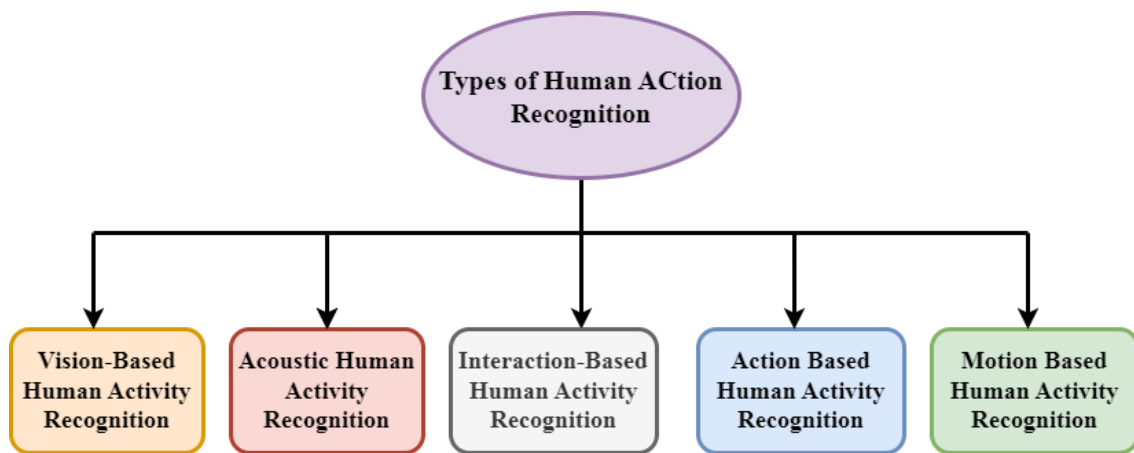 Types of Human ACtion
Recognition
Vision-Based
Human Activity
Recognition
Acoustic Human
Activity
Recognition
Interaction-Based
Human Activity
Recognition
Action Based
Human Activity
Recognition
Motion Based
Human Activity
Recognition